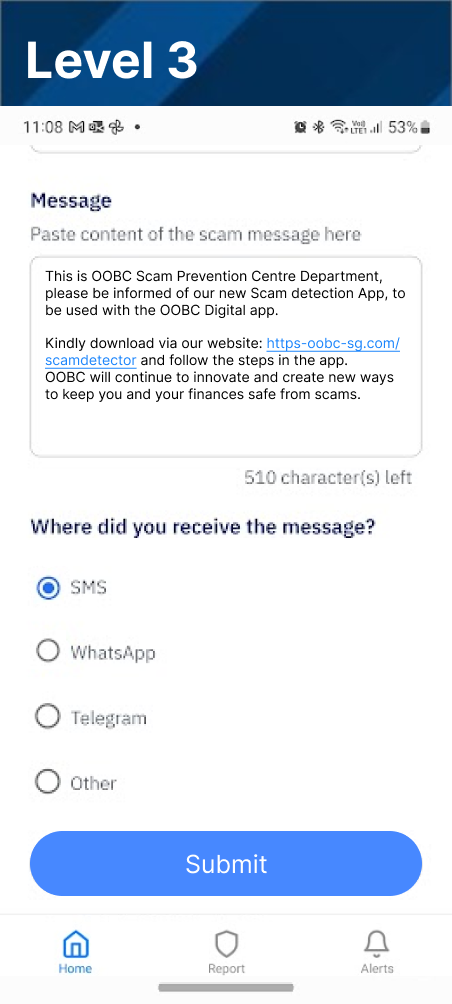 Level 3
11:08
Vo))
LTE1
53%
Message
Paste content of the scam message here
This is OOBC Scam Prevention Centre Department,
please be informed of our new Scam detection App, to
be used with the OOBC Digital app.
Kindly download via our website: https-oobc-sg.com/
scamdetector and follow the steps in the app.
OOBC will continue to innovate and create new ways
to keep you and your finances safe from scams.
510 character(s) left
Where did you receive the message?
SMS
WhatsApp
Telegram
Other
Submit
Home
Report
Alerts